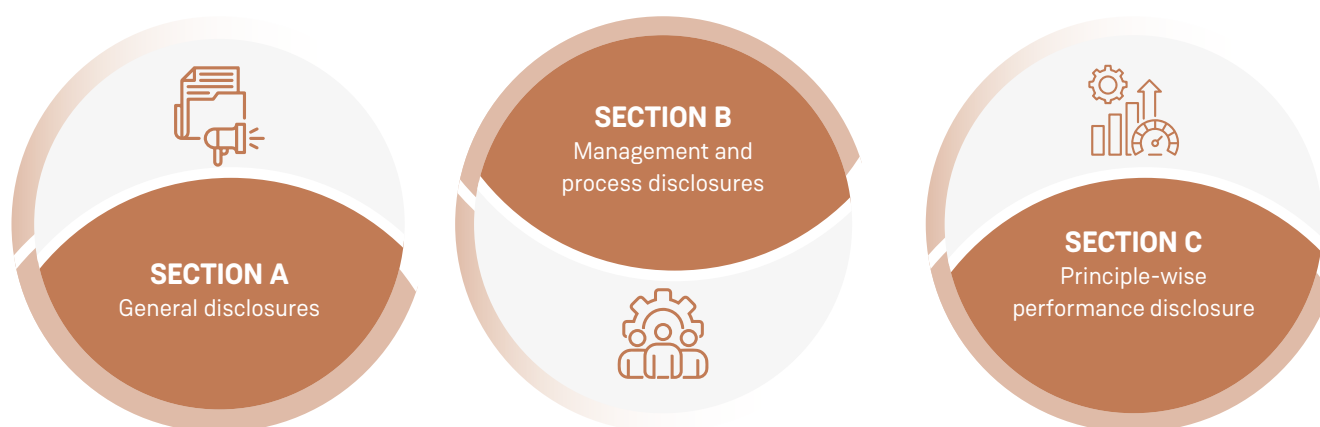 SECTION A
General disclosures
SECTION B
Management and
process disclosures
SECTION C
Principle-wise
performance disclosure